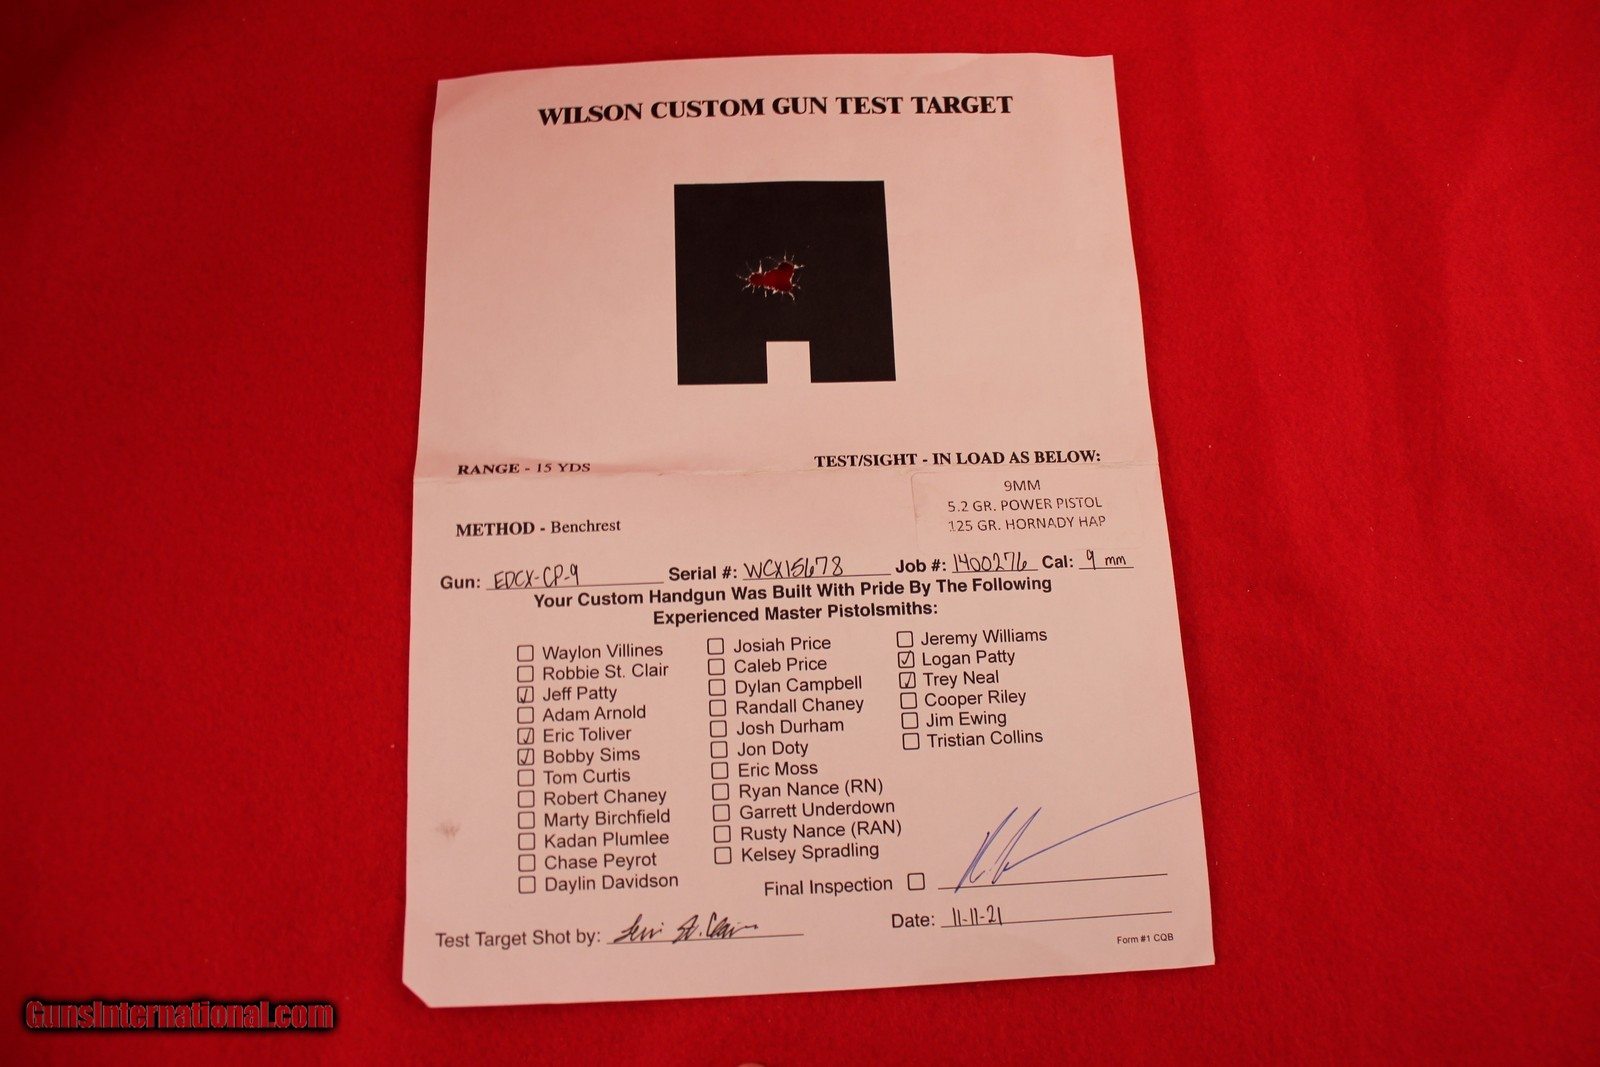 WILSON CUSTOM GUN TEST TARGET
RANGE - 15 YDS
TEST/SIGHT - IN LOAD AS BELOW:
9MM
5.2 GR. POWER PISTOL
125 GR. HORNADY HAP
METHOD - Benchrest
Gun: EDCX-CP-9 Serial #: WCX15678 Job #: 1400276 Cal: 9 mm
Your Custom Handgun Was Built With Pride By The Following
Experienced Master Pistolsmiths:
Waylon Villines
Robbie St. Clair
Jeff Patty
Adam Arnold
Eric Toliver
Bobby Sims
Tom Curtis
Robert Chaney
Marty Birchfield
Kadan Plumlee
Chase Peyrot
Daylin Davidson
Josiah Price
Caleb Price
Dylan Campbell
Randall Chaney
Josh Durham
Jon Doty
Eric Moss
Ryan Nance (RN)
Garrett Underdown
Rusty Nance (RAN)
Kelsey Spradling
Jeremy Williams
Logan Patty
Trey Neal
Cooper Riley
Jim Ewing
Tristian Collins
Final Inspection
Test Target Shot by: St. Clair
Date: 11-11-21
Form #1 CQB
GunsInternational.com